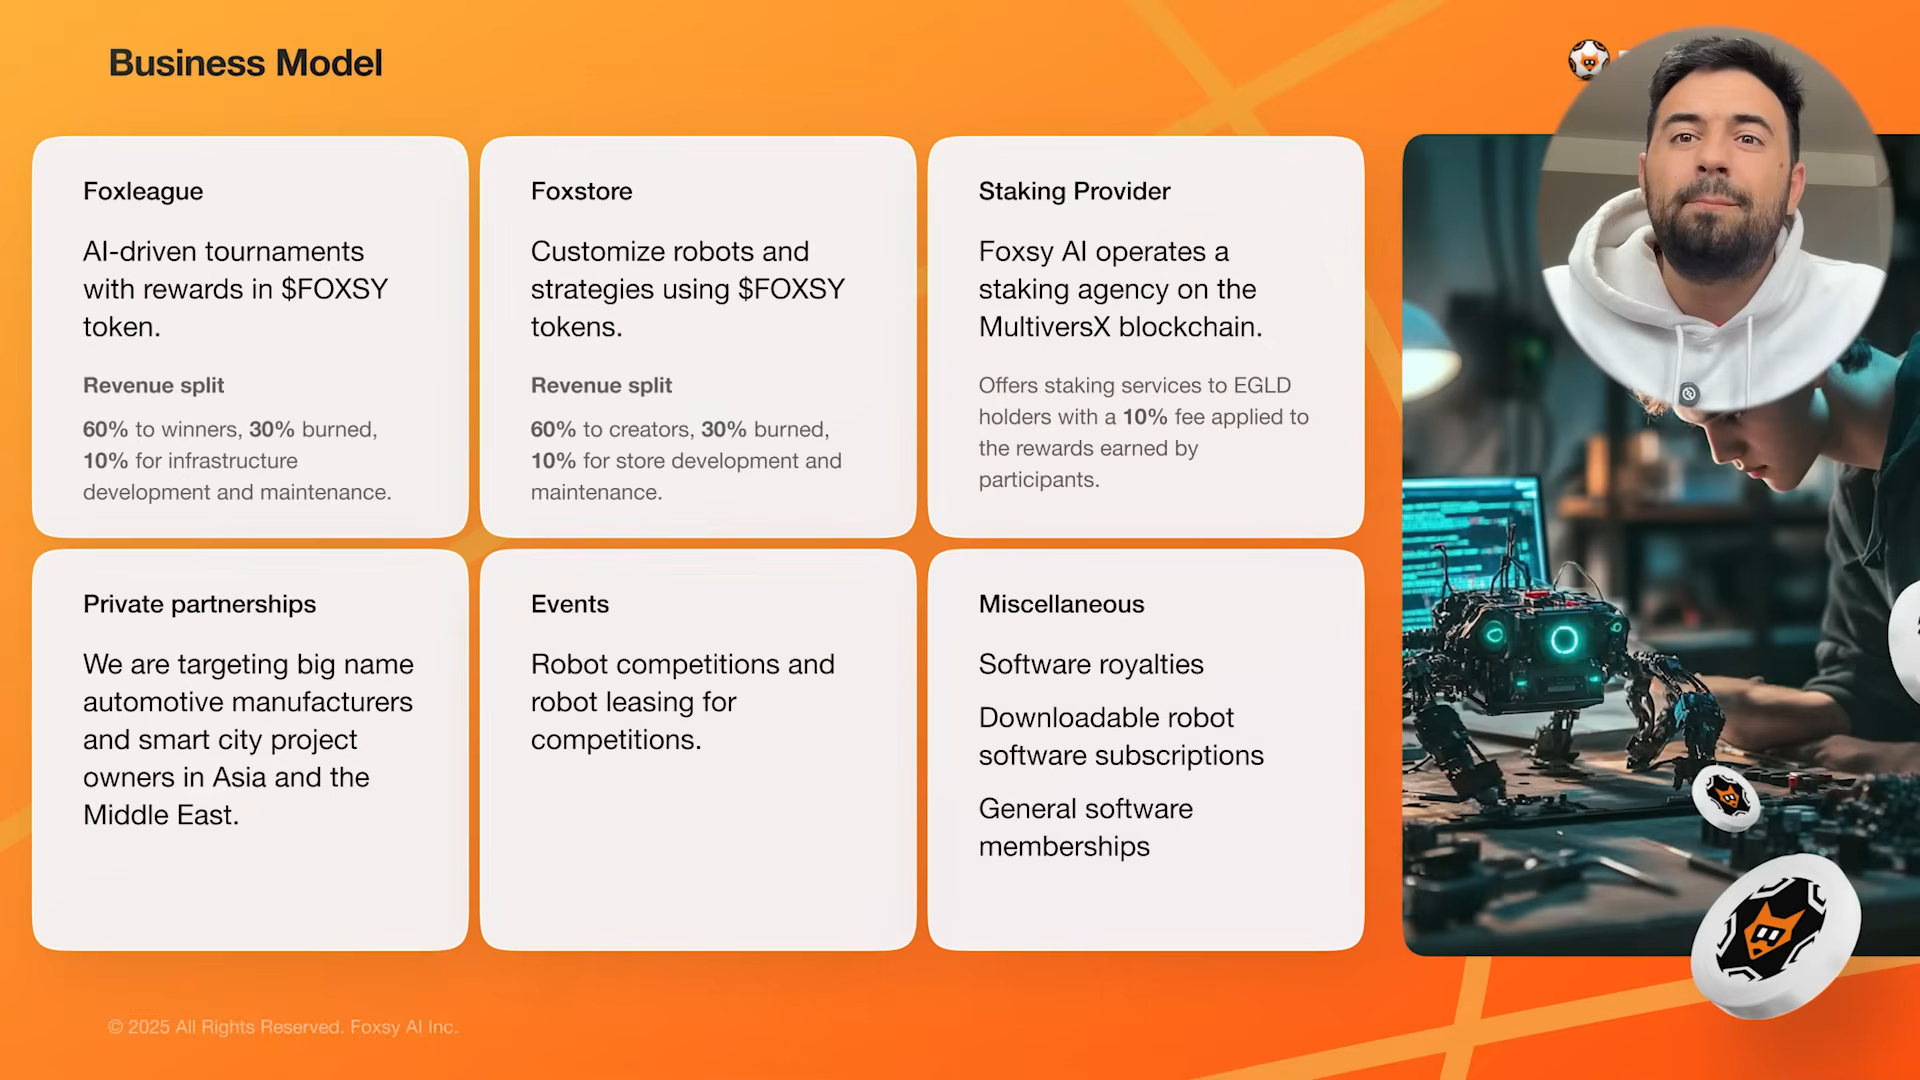 Business Model
Foxleague
AI-driven tournaments
with rewards in $FOXSY
token.
Revenue split
60% to winners, 30% burned,
10% for infrastructure
development and maintenance.
Foxstore
Customize robots and
strategies using $FOXSY
tokens.
Revenue split
60% to creators, 30% burned,
10% for store development and
maintenance.
Staking Provider
Foxsy AI operates a
staking agency on the
MultiversX blockchain.
Offers staking services to EGLD
holders with a 10% fee applied to
the rewards earned by
participants.
Private partnerships
We are targeting big name
automotive manufacturers
and smart city project
owners in Asia and the
Middle East.
Events
Robot competitions and
robot leasing for
competitions.
Miscellaneous
Software royalties
Downloadable robot
software subscriptions
General software
memberships
© 2025 All Rights Reserved. Foxsy AI Inc.